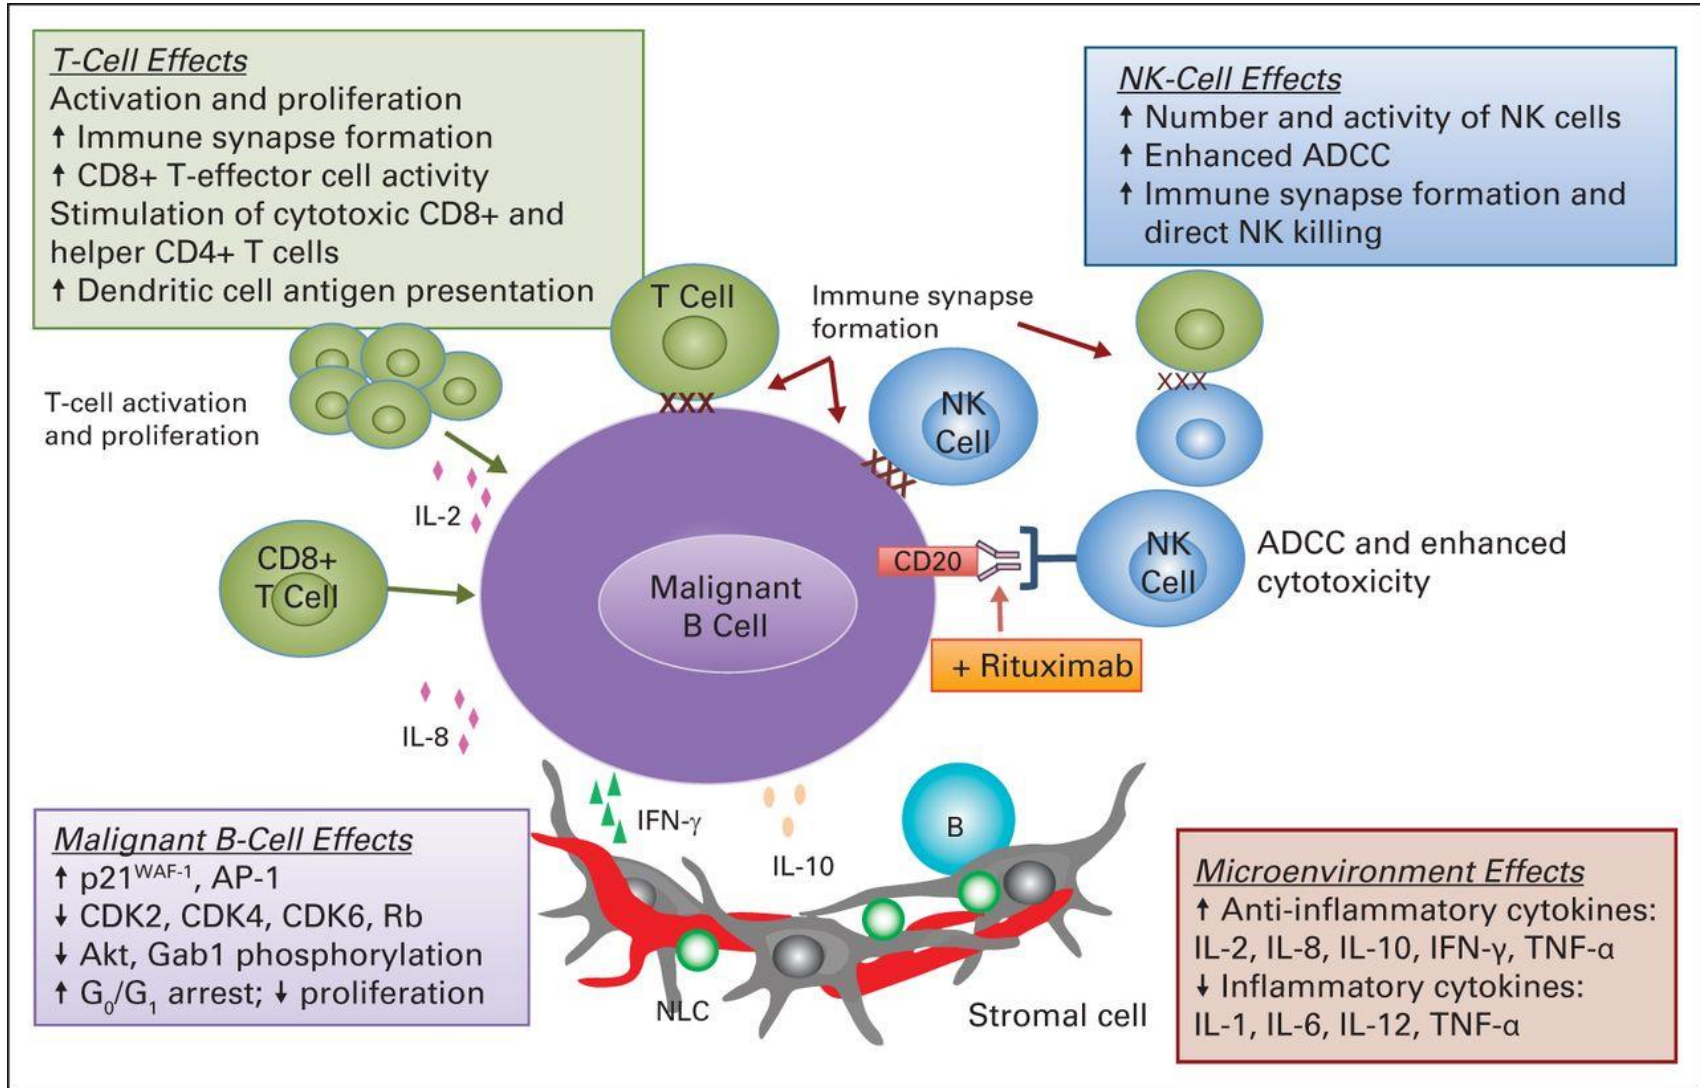 T-Cell Effects
Activation and proliferation
↑ Immune synapse formation
↑ CD8+ T-effector cell activity
Stimulation of cytotoxic CD8+ and
helper CD4+ T cells
↑ Dendritic cell antigen presentation
NK-Cell Effects
↑ Number and activity of NK cells
↑ Enhanced ADCC
↑ Immune synapse formation and
direct NK killing
T Cell
Immune synapse
formation
XXX
XXX
T-cell activation
and proliferation
NK
Cell
XXX
IL-2
CD8+
T Cell
Malignant
B Cell
CD20
NK
Cell
ADCC and enhanced
cytotoxicity
+ Rituximab
IL-8
IFN-γ
IL-10
B
NLC
Stromal cell
Malignant B-Cell Effects
↑ p21WAF-1, AP-1
↓ CDK2, CDK4, CDK6, Rb
↓ Akt, Gab1 phosphorylation
↑ G0/G1 arrest; ↓ proliferation
Microenvironment Effects
↑ Anti-inflammatory cytokines:
IL-2, IL-8, IL-10, IFN-γ, TNF-α
↓ Inflammatory cytokines:
IL-1, IL-6, IL-12, TNF-α